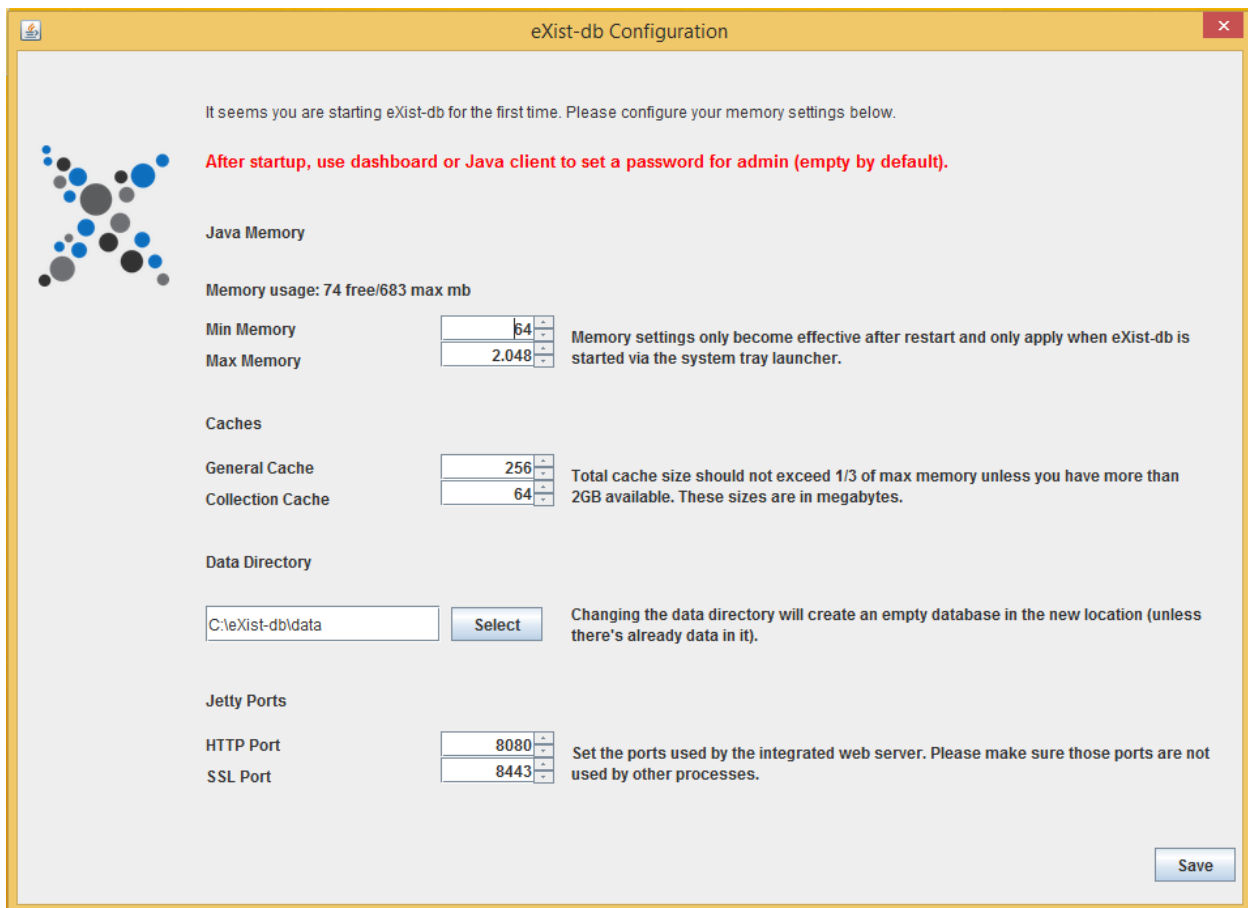 eXist-db Configuration
It seems you are starting eXist-db for the first time. Please configure your memory settings below.
After startup, use dashboard or Java client to set a password for admin (empty by default).
Java Memory
Memory usage: 74 free/683 max mb
Min Memory 64
Max Memory 2.048
Memory settings only become effective after restart and only apply when eXist-db is
started via the system tray launcher.
Caches
General Cache 256
Collection Cache 64
Total cache size should not exceed 1/3 of max memory unless you have more than
2GB available. These sizes are in megabytes.
Data Directory
C:\eXist-db\data Select
Changing the data directory will create an empty database in the new location (unless
there's already data in it).
Jetty Ports
HTTP Port 8080
SSL Port 8443
Set the ports used by the integrated web server. Please make sure those ports are not
used by other processes.
Save